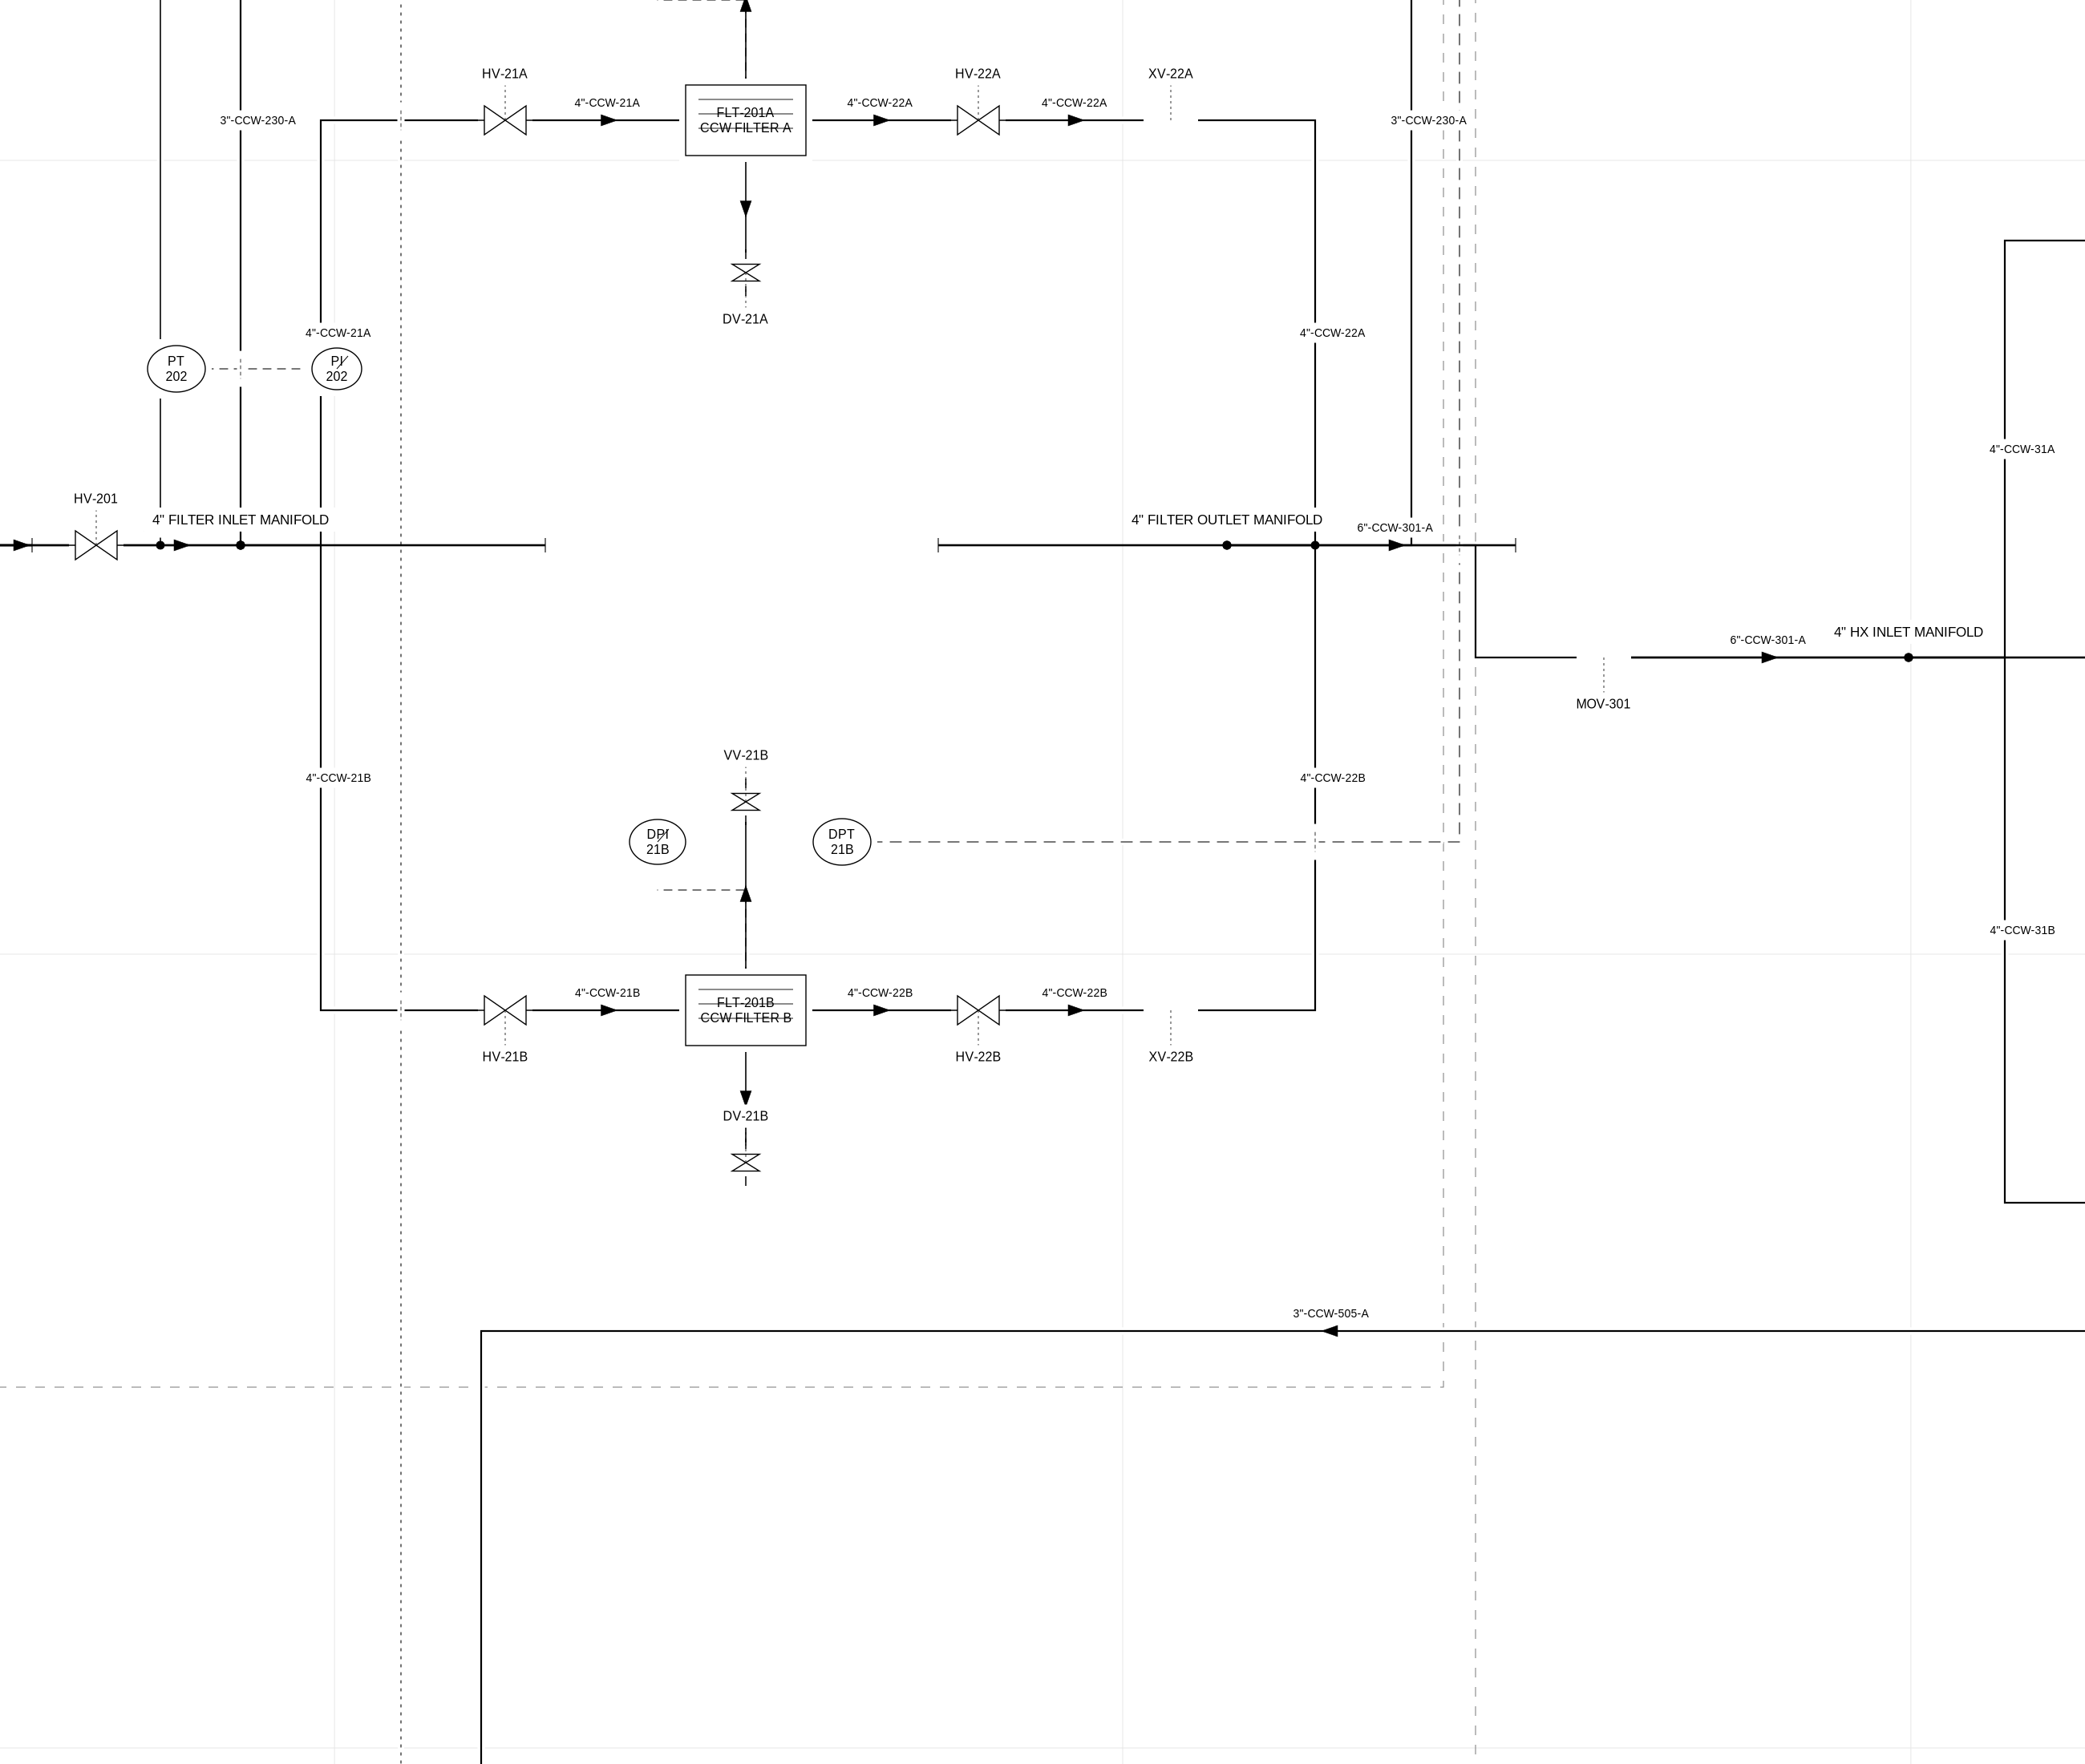 HV-21A
HV-22A
XV-22A
4"-CCW-21A
4"-CCW-22A
4"-CCW-22A
3"-CCW-230-A
FLT-201A
CCW FILTER A
3"-CCW-230-A
DV-21A
4"-CCW-21A
4"-CCW-22A
PT
202
PI
202
4"-CCW-31A
HV-201
4" FILTER INLET MANIFOLD
4" FILTER OUTLET MANIFOLD
6"-CCW-301-A
6"-CCW-301-A
4" HX INLET MANIFOLD
MOV-301
VV-21B
4"-CCW-21B
4"-CCW-22B
DPI
21B
DPT
21B
4"-CCW-31B
4"-CCW-21B
4"-CCW-22B
4"-CCW-22B
FLT-201B
CCW FILTER B
HV-21B
HV-22B
XV-22B
DV-21B
3"-CCW-505-A